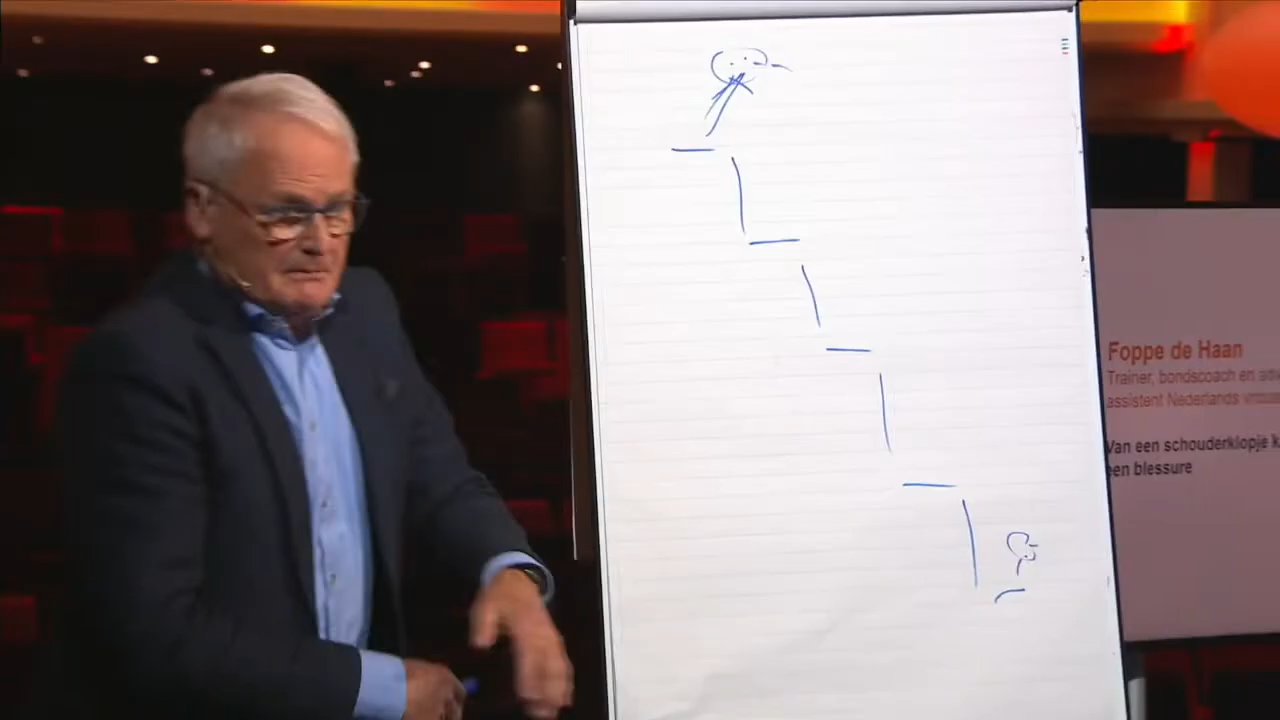 Foppe de Haan
Trainer, bondscoach en
assistent Nederlands
Van een schouderklopje
een blessure